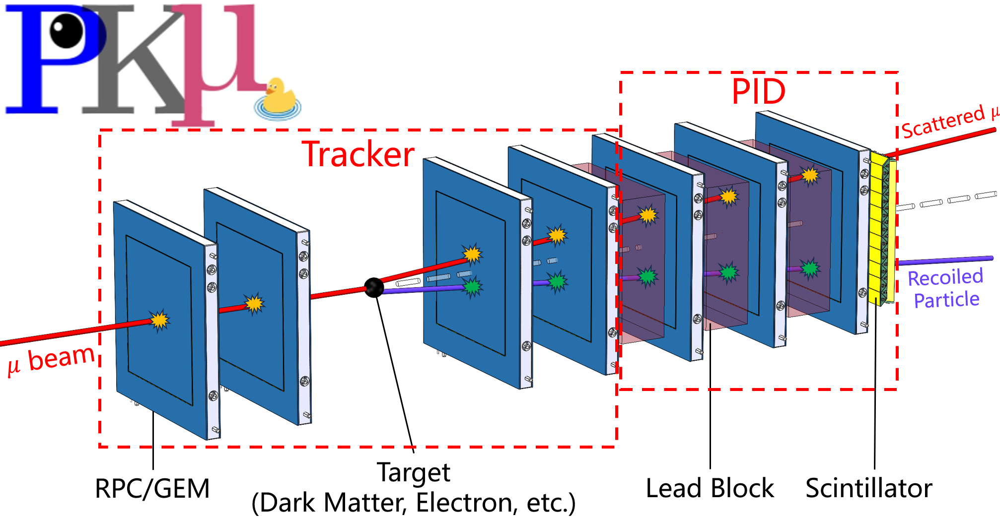 PKμ
PID
Scattered μ
Tracker
μ beam
Recoiled
Particle
RPC/GEM
Target
(Dark Matter, Electron, etc.)
Lead Block
Scintillator